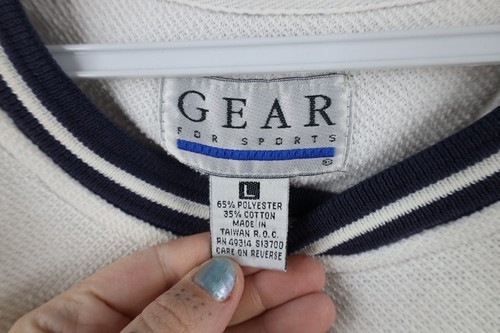 GEAR
FOR SPORTS
®
L
65% POLYESTER
35% COTTON
MADE IN
TAIWAN R.O.C.
RN 49314 S13700
CARE ON REVERSE